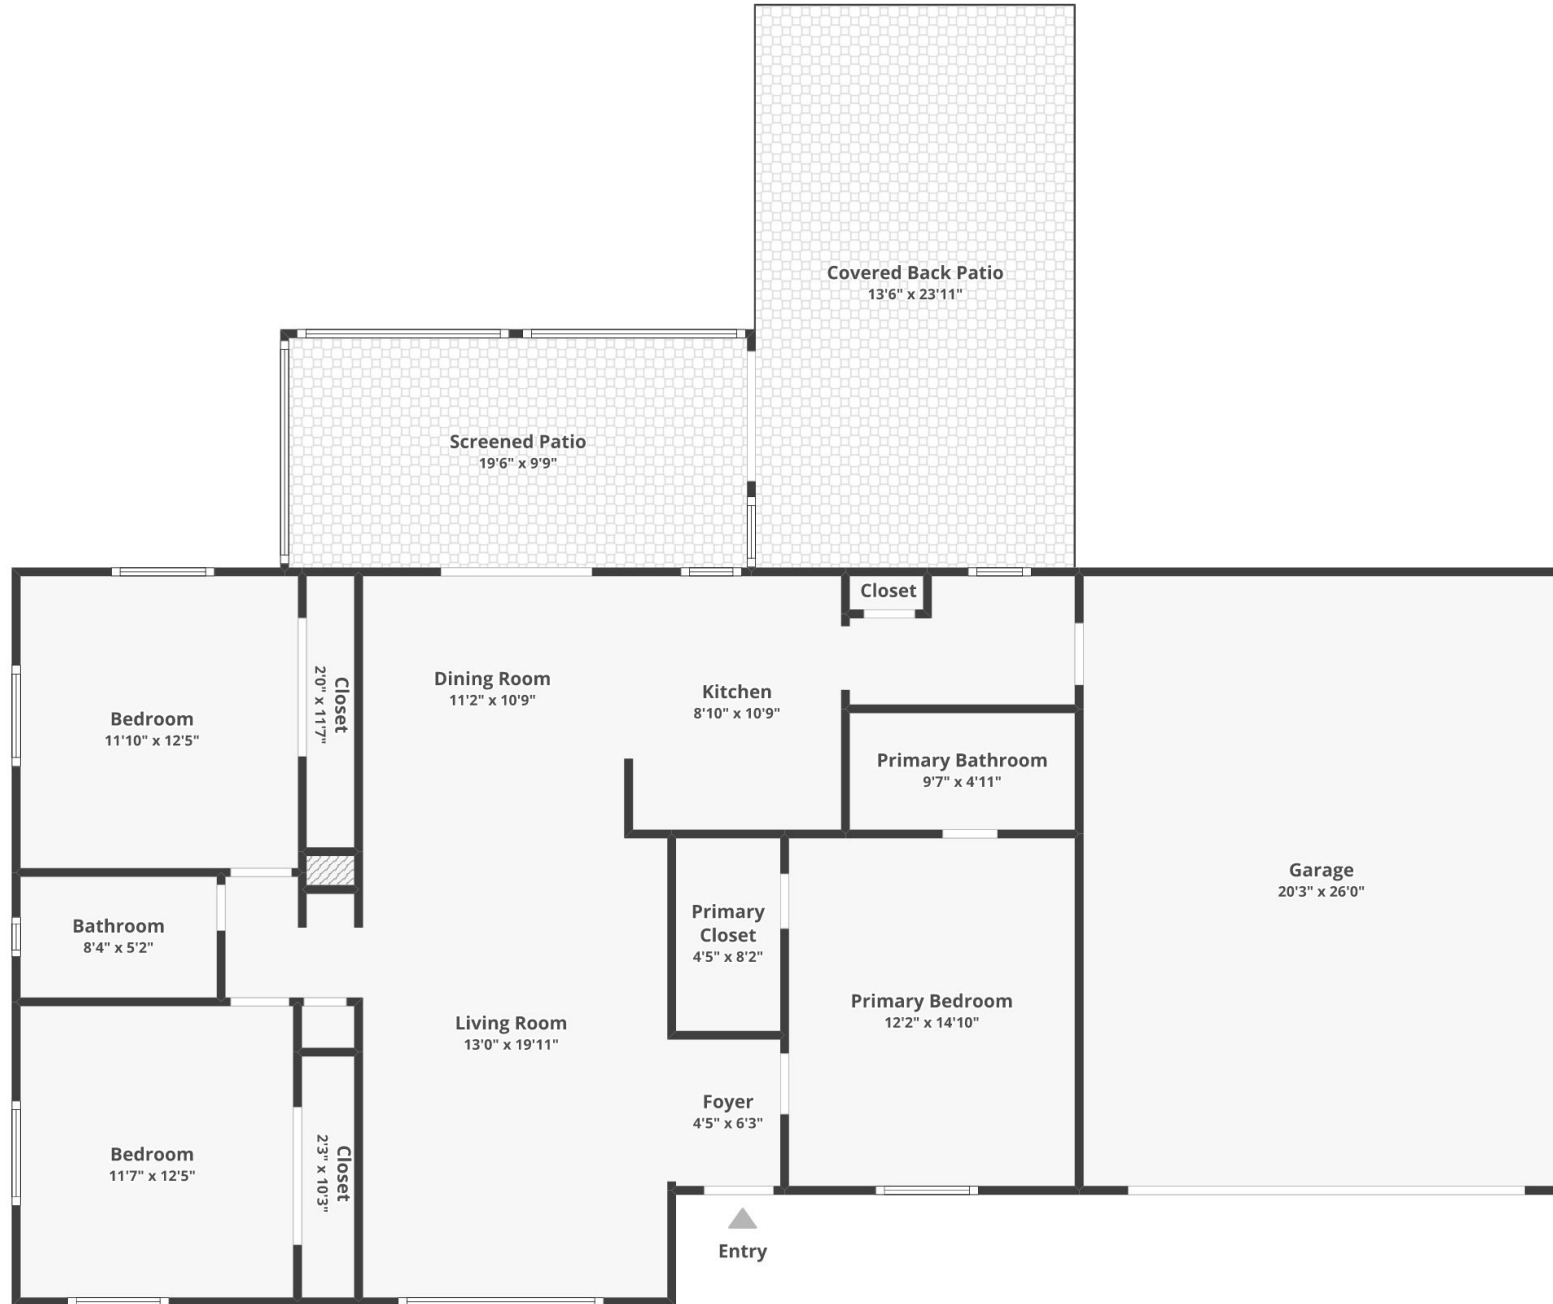 Covered Back Patio
13'6" x 23'11"
Screened Patio
19'6" x 9'9"
Closet
Closet
2'0" x 11'7"
Dining Room
11'2" x 10'9"
Kitchen
8'10" x 10'9"
Bedroom
11'10" x 12'5"
Primary Bathroom
9'7" x 4'11"
Garage
20'3" x 26'0"
Bathroom
8'4" x 5'2"
Primary
Closet
4'5" x 8'2"
Primary Bedroom
12'2" x 14'10"
Living Room
13'0" x 19'11"
Foyer
4'5" x 6'3"
Bedroom
11'7" x 12'5"
Closet
2'3" x 10'3"
Entry